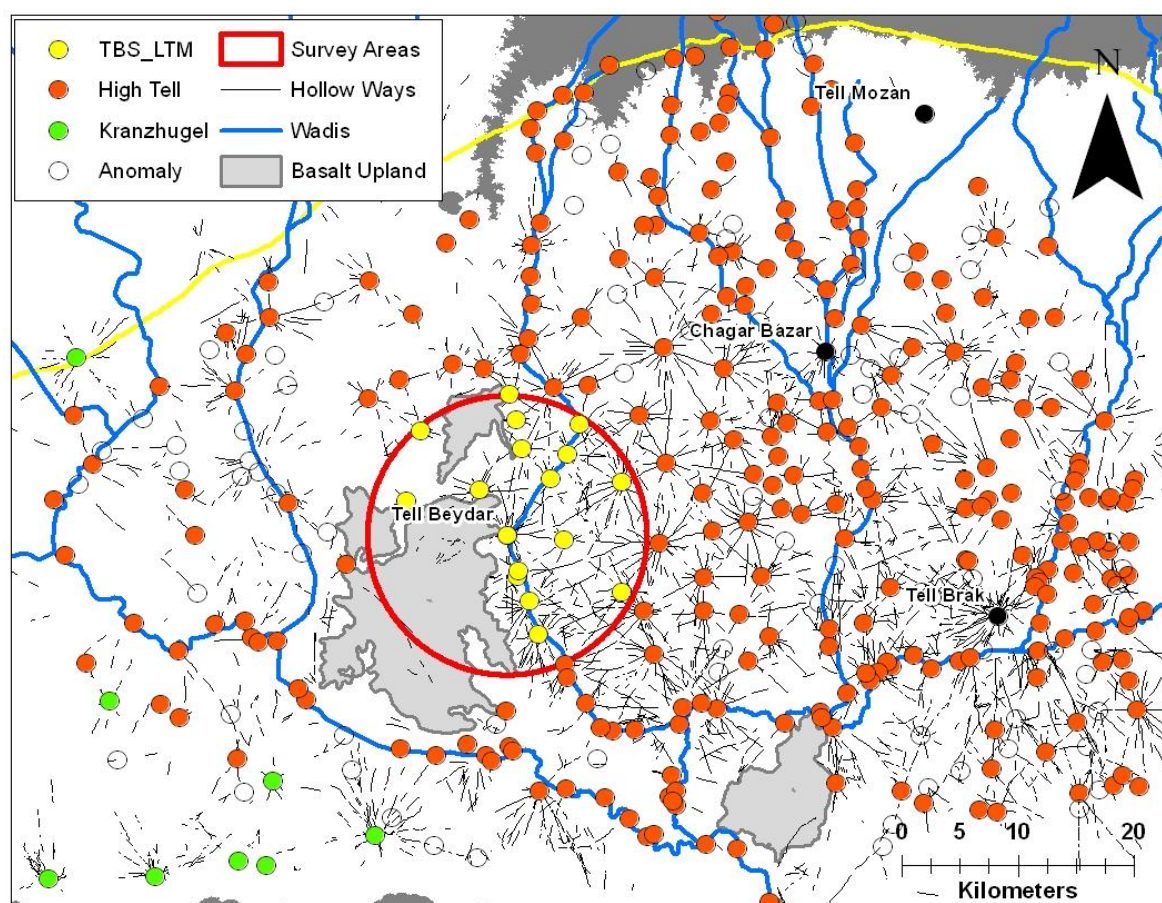 TBS_LTM
Survey Areas
High Tell
Hollow Ways
Kranzhugel
Wadis
Anomaly
Basalt Upland
N
Tell Mozan
Chagar Bazar
Tell Beydar
Tell Brak
0 5 10 20
Kilometers